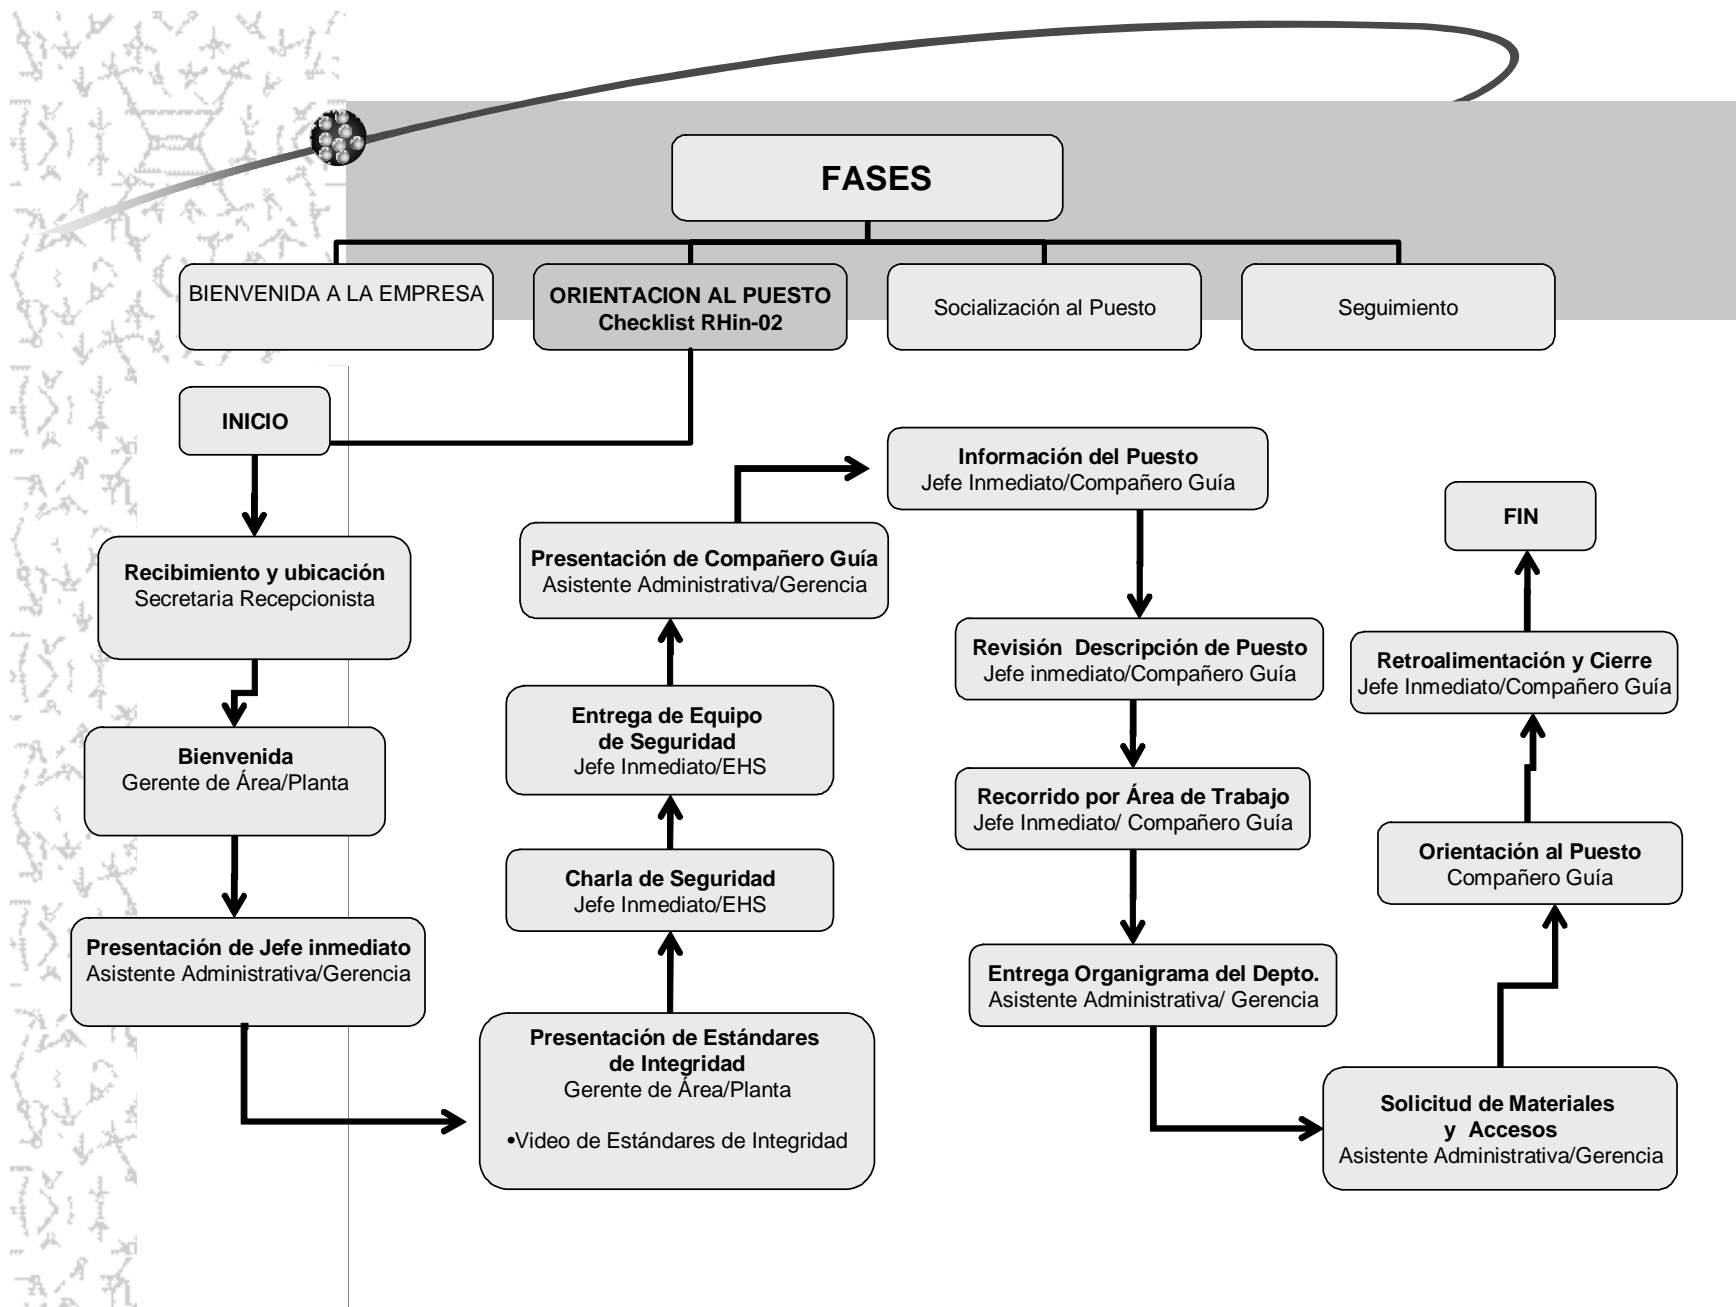 FASES
BIENVENIDA A LA EMPRESA
ORIENTACION AL PUESTO
Checklist RHin-02
Socialización al Puesto
Seguimiento
INICIO
Recibimiento y ubicación
Secretaria Recepcionista
Bienvenida
Gerente de Área/Planta
Presentación de Jefe inmediato
Asistente Administrativa/Gerencia
Presentación de Estándares
de Integridad
Gerente de Área/Planta
•Video de Estándares de Integridad
Charla de Seguridad
Jefe Inmediato/EHS
Entrega de Equipo
de Seguridad
Jefe Inmediato/EHS
Presentación de Compañero Guía
Asistente Administrativa/Gerencia
Información del Puesto
Jefe Inmediato/Compañero Guía
Revisión  Descripción de Puesto
Jefe inmediato/Compañero Guía
Recorrido por Área de Trabajo
Jefe Inmediato/ Compañero Guía
Entrega Organigrama del Depto.
Asistente Administrativa/ Gerencia
Solicitud de Materiales
y  Accesos
Asistente Administrativa/Gerencia
Orientación al Puesto
Compañero Guía
Retroalimentación y Cierre
Jefe Inmediato/Compañero Guía
FIN